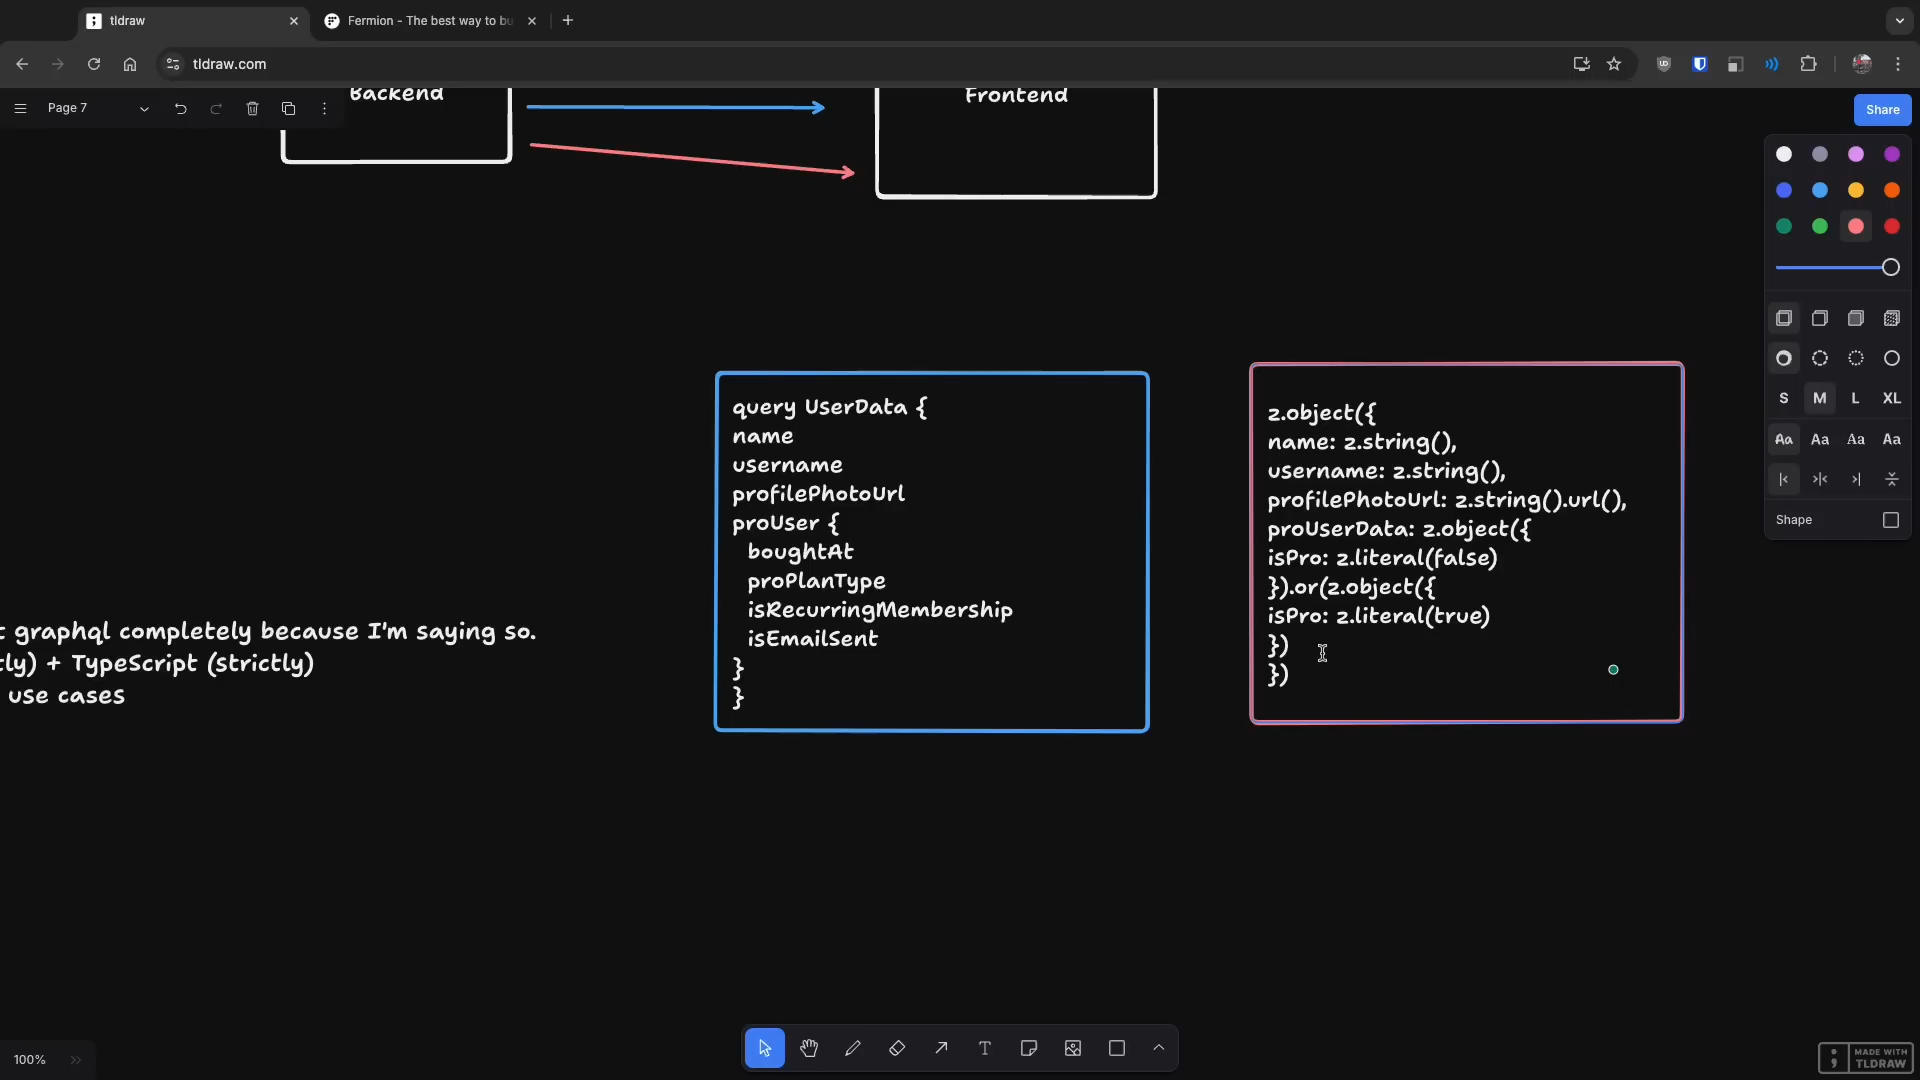 tldraw
Fermion - The best way to bu
tldraw.com
Page 7
Share
Backend
Frontend
S M L XL
Aa Aa Aa Aa
Shape
query UserData {
name
username
profilePhotoUrl
proUser {
boughtAt
proPlanType
isRecurringMembership
isEmailSent
}
}
z.object({
name: z.string(),
username: z.string(),
profilePhotoUrl: z.string().url(),
proUserData: z.object({
isPro: z.literal(false)
}).or(z.object({
isPro: z.literal(true)
})
})
t graphql completely because I'm saying so.
tly) + TypeScript (strictly)
use cases
100%
MADE WITH
TLDRAW